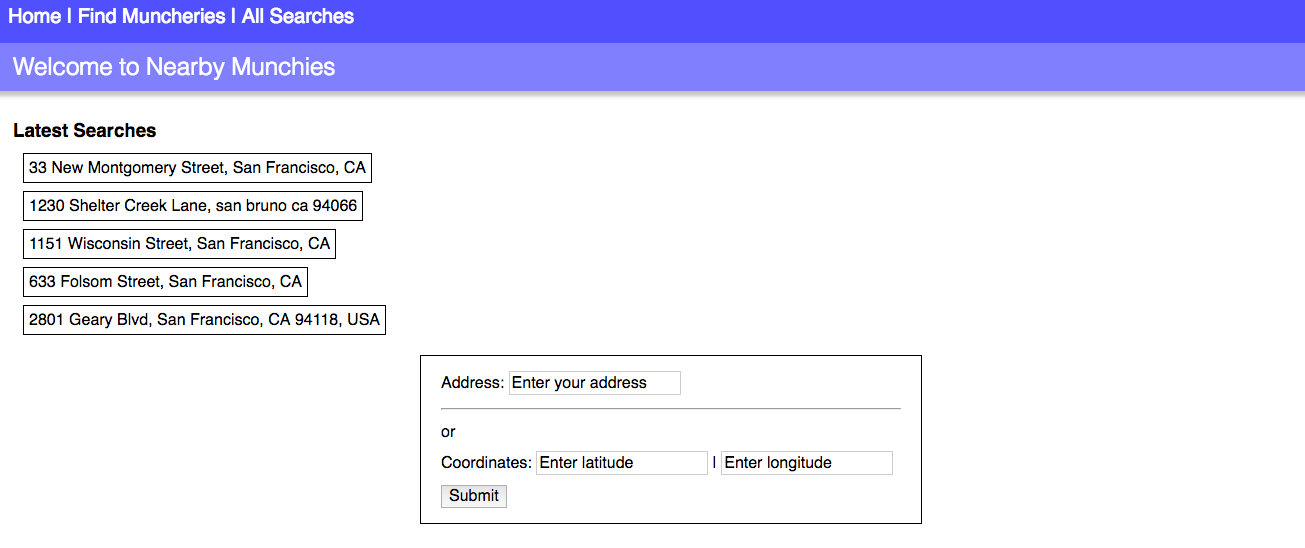 Home | Find Muncheries | All Searches
Welcome to Nearby Munchies
Latest Searches
33 New Montgomery Street, San Francisco, CA
1230 Shelter Creek Lane, san bruno ca 94066
1151 Wisconsin Street, San Francisco, CA
633 Folsom Street, San Francisco, CA
2801 Geary Blvd, San Francisco, CA 94118, USA
Address: Enter your address
or
Coordinates: Enter latitude | Enter longitude
Submit